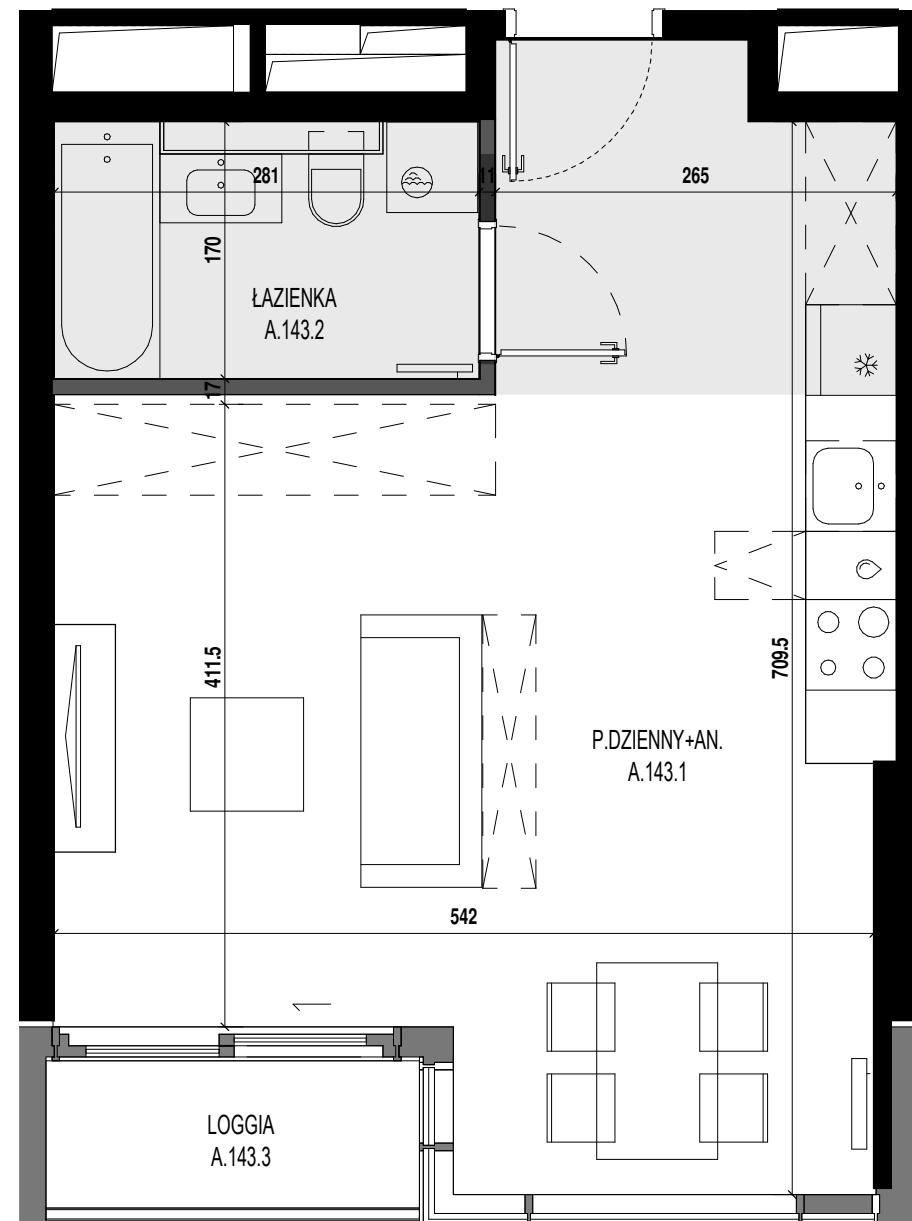 281
11
265
170
ŁAZIENKA
A.143.2
17
411.5
709.5
P.DZIENNY+AN.
A.143.1
542
LOGGIA
A.143.3